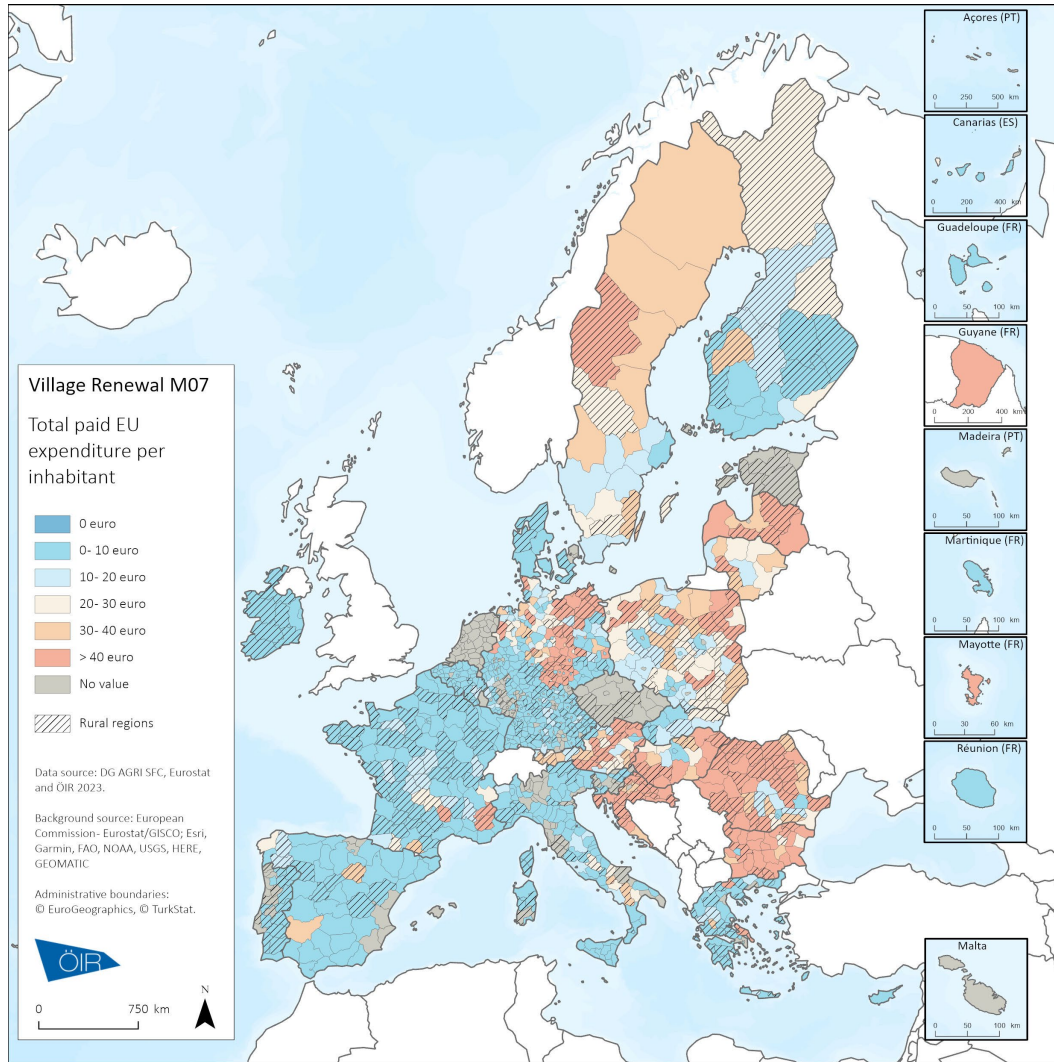 Village Renewal M07
Total paid EU
expenditure per
inhabitant
0 euro
0- 10 euro
10- 20 euro
20- 30 euro
30- 40 euro
> 40 euro
No value
Rural regions
Data source: DG AGRI SFC, Eurostat
and ÖIR 2023.
Background source: European
Commission- Eurostat/GISCO; Esri,
Garmin, FAO, NOAA, USGS, HERE,
GEOMATIC
Administrative boundaries:
© EuroGeographics, © TurkStat.
ÖIR
N
0 750 km
Açores (PT)
0 250 500 km
Canarias (ES)
0 200 400 km
Guadeloupe (FR)
0 50 100 km
Guyane (FR)
0 200 400 km
Madeira (PT)
0 50 100 km
Martinique (FR)
0 50 100 km
Mayotte (FR)
0 30 60 km
Réunion (FR)
0 50 100 km
Malta
0 50 100 km